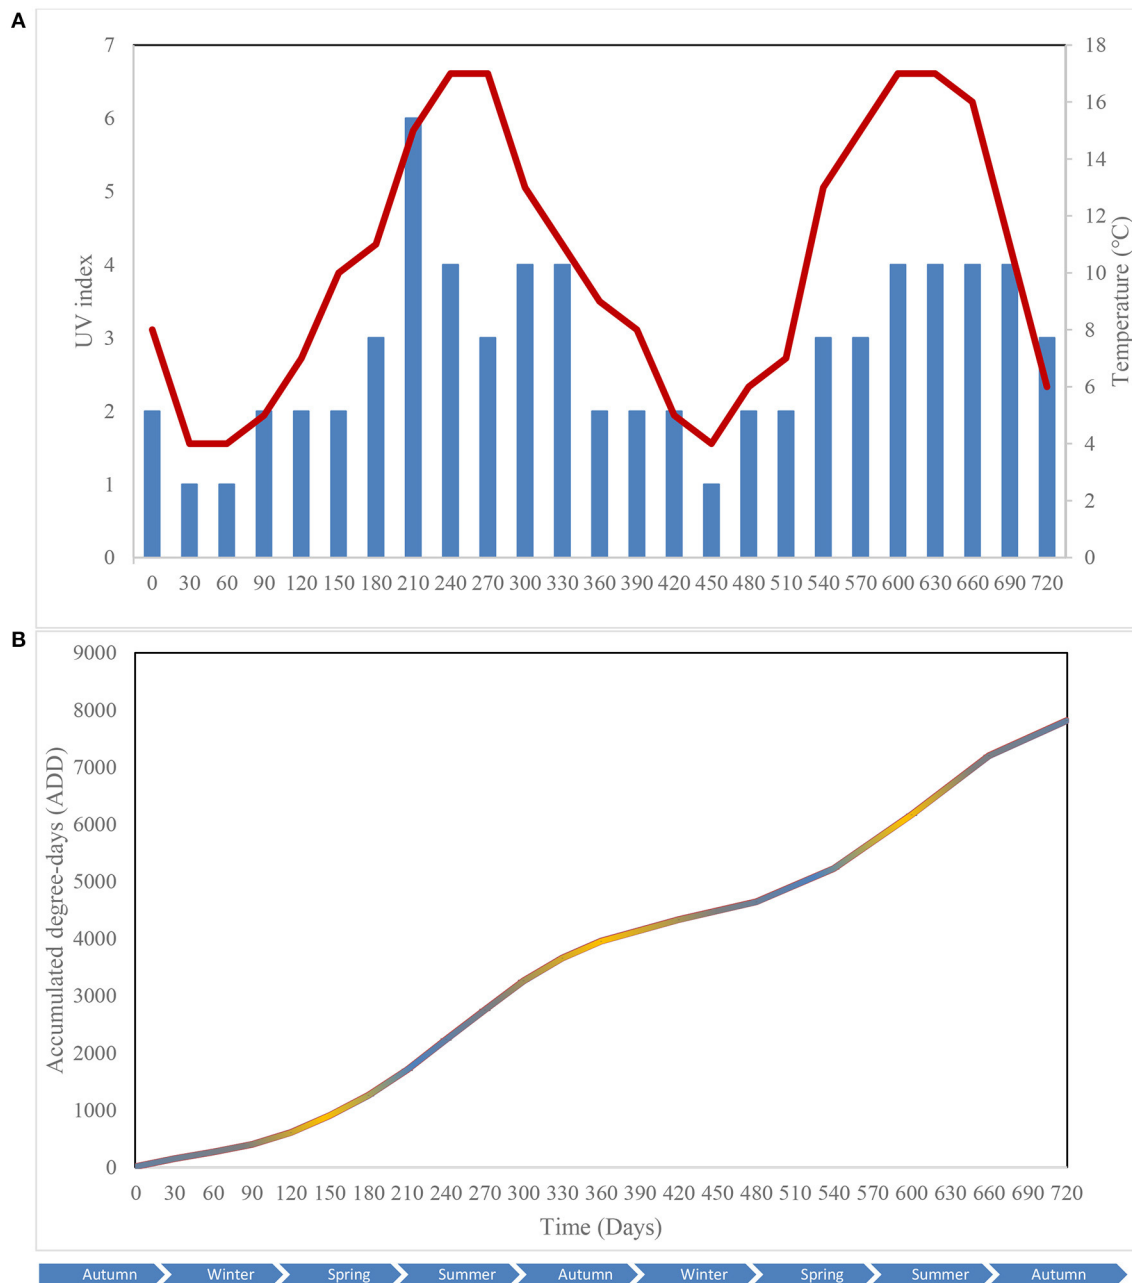 A
7 18
16
6
14
5
12
4
10
3
8
6
2
4
1
2
0 0
UV index
Temperature (°C)
0 30 60 90 120 150 180 210 240 270 300 330 360 390 420 450 480 510 540 570 600 630 660 690 720
B
9000
8000
7000
6000
5000
4000
3000
2000
1000
0
Accumulated degree-days (ADD)
0 30 60 90 120 150 180 210 240 270 300 330 360 390 420 450 480 510 540 570 600 630 660 690 720
Time (Days)
Autumn Winter Spring Summer Autumn Winter Spring Summer Autumn